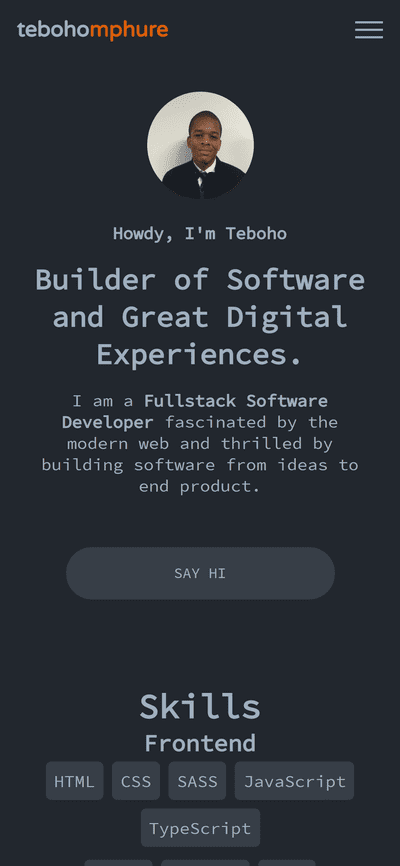 tebohomphure
Howdy, I'm Teboho
Builder of Software
and Great Digital
Experiences.
I am a Fullstack Software
Developer fascinated by the
modern web and thrilled by
building software from ideas to
end product.
SAY HI
Skills
Frontend
HTML CSS SASS JavaScript
TypeScript